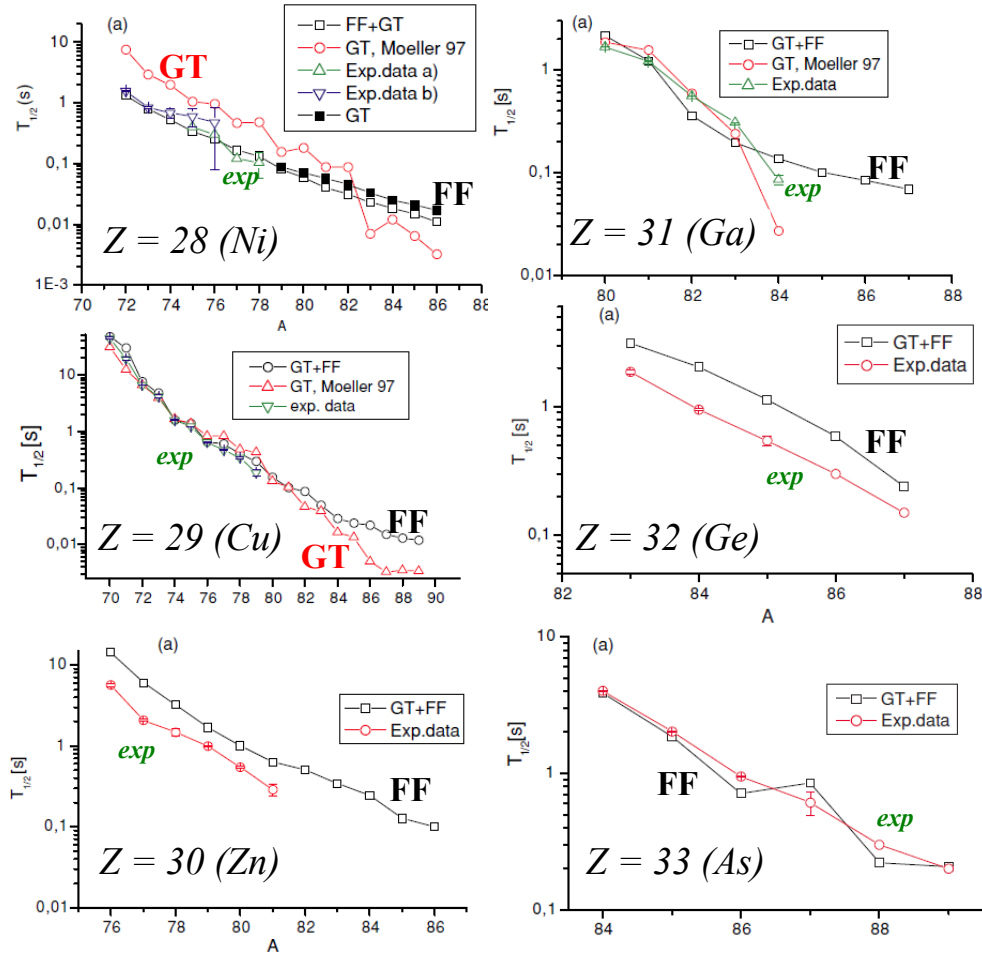 (a)
FF+GT
GT, Moeller 97
Exp.data a)
Exp.data b)
GT
GT
exp
FF
Z = 28 (Ni)
T1/2(s)
10
1
0,1
0,01
1E-3
70 72 74 76 78 80 82 84 86 88
A
(a)
GT+FF
GT, Moeller 97
Exp.data
FF
exp
Z = 31 (Ga)
T1/2[s]
1
0,1
0,01
80 82 84 86 88
GT+FF
GT, Moeller 97
exp. data
exp
FF
GT
Z = 29 (Cu)
T1/2[s]
10
1
0,1
0,01
70 72 74 76 78 80 82 84 86 88 90
(a)
GT+FF
Exp.data
FF
exp
Z = 32 (Ge)
T1/2[s]
1
0,1
82 84 86 88
A
(a)
GT+FF
Exp.data
exp
FF
Z = 30 (Zn)
T1/2[s]
10
1
0,1
0,01
76 78 80 82 84 86
A
(a)
GT+FF
Exp.data
FF
exp
Z = 33 (As)
T1/2[s]
10
1
0,1
84 86 88